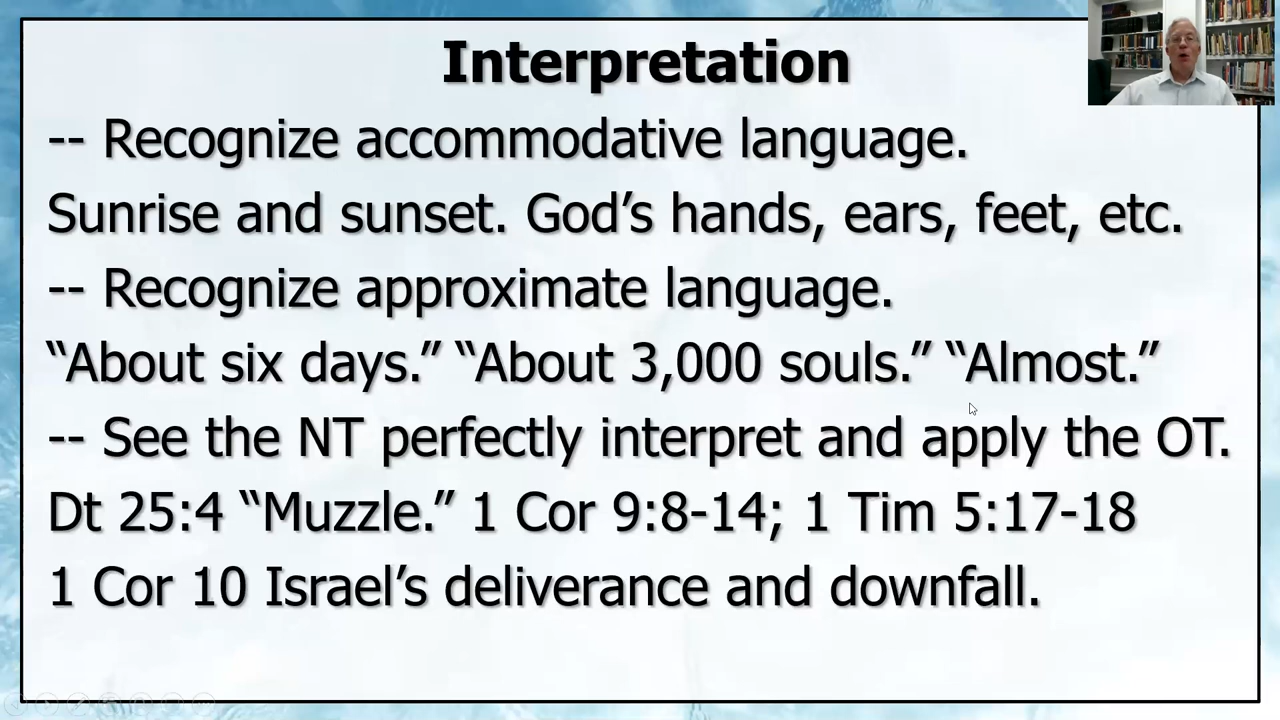 Interpretation
-- Recognize accommodative language.
Sunrise and sunset. God’s hands, ears, feet, etc.
-- Recognize approximate language.
“About six days.” “About 3,000 souls.” “Almost.”
-- See the NT perfectly interpret and apply the OT.
Dt 25:4 “Muzzle.” 1 Cor 9:8-14; 1 Tim 5:17-18
1 Cor 10 Israel’s deliverance and downfall.